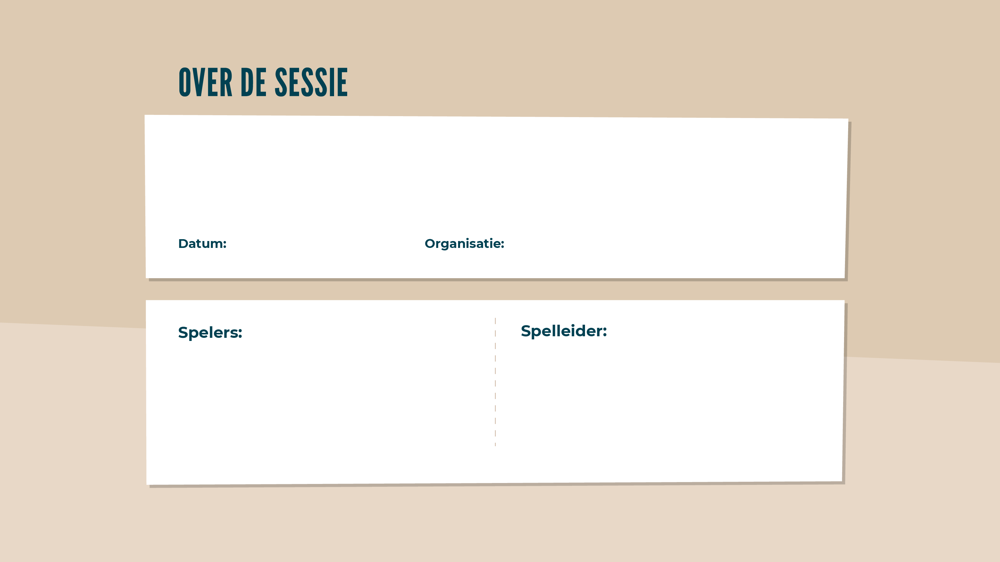 OVER DE SESSIE
Datum:
Organisatie:
Spelers:
Spelleider: